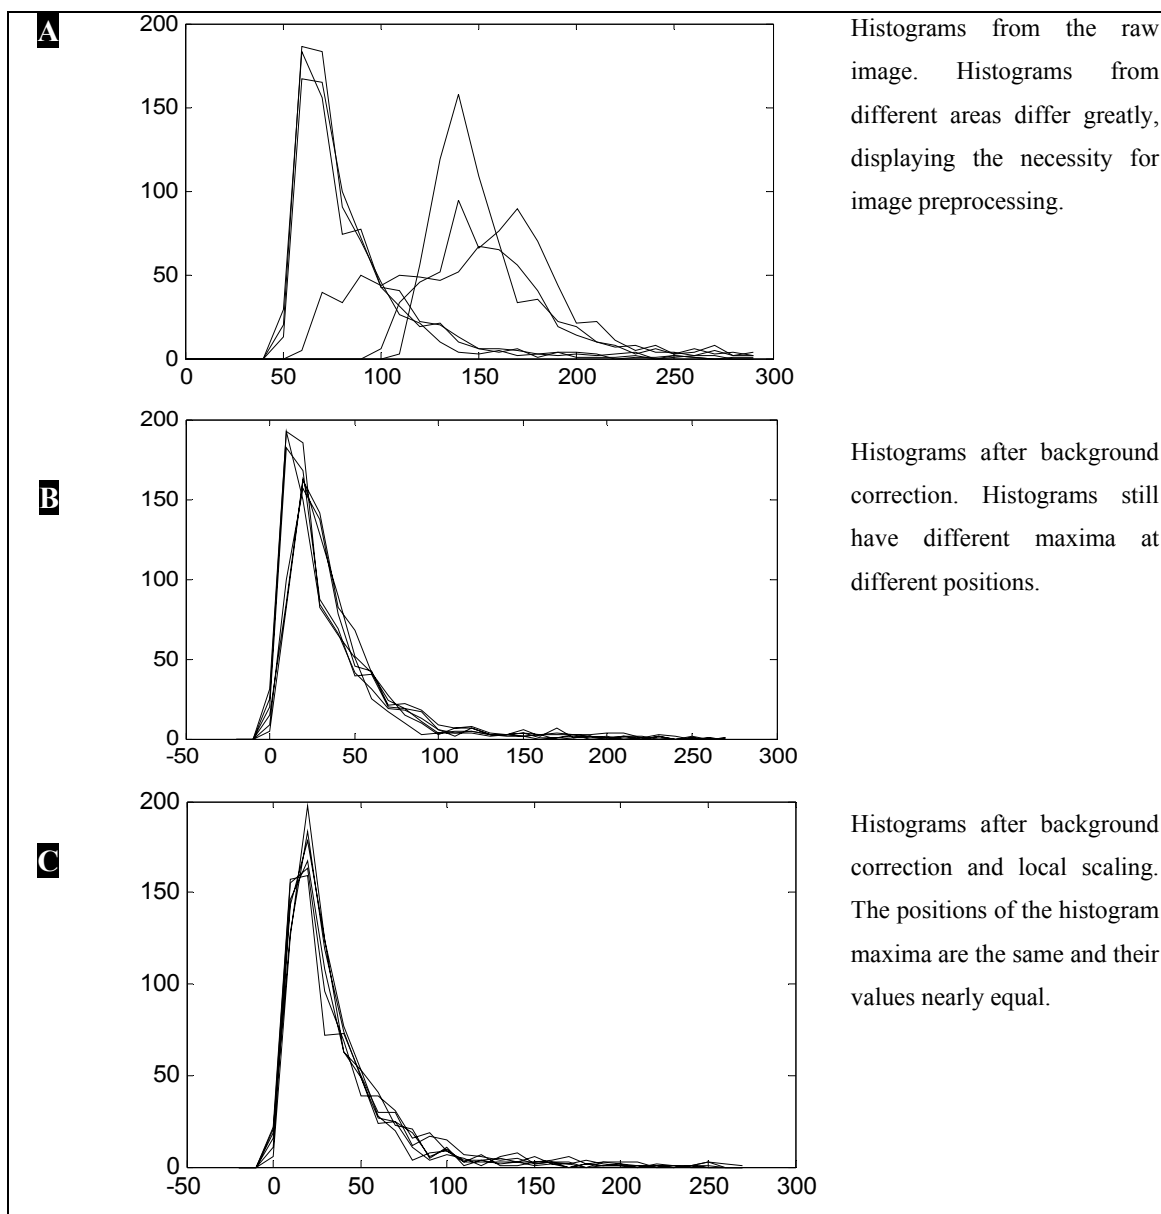 A
200
150
100
50
0
0 50 100 150 200 250 300
Histograms from the raw
image. Histograms from
different areas differ greatly,
displaying the necessity for
image preprocessing.
B
200
150
100
50
0
-50 0 50 100 150 200 250 300
Histograms after background
correction. Histograms still
have different maxima at
different positions.
C
200
150
100
50
0
-50 0 50 100 150 200 250 300
Histograms after background
correction and local scaling.
The positions of the histogram
maxima are the same and their
values nearly equal.